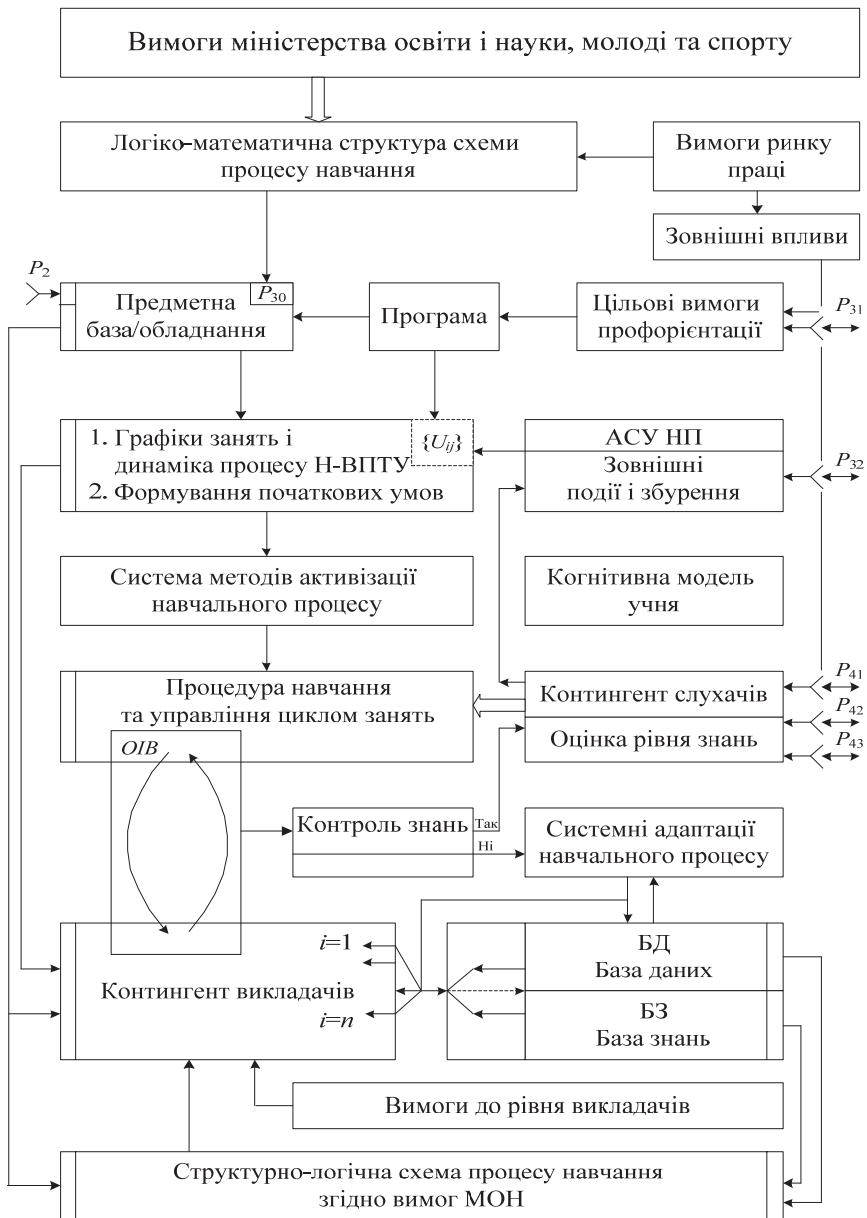 Вимоги міністерства освіти і науки, молоді та спорту
Логіко-математична структура схеми
процесу навчання
Вимоги ринку
праці
Зовнішні впливи
P2
P30
Предметна
база/обладнання
Програма
Цільові вимоги
профорієнтації
P31
1. Графіки занять і
динаміка процесу Н-ВПТУ
2. Формування початкових умов
{Uij}
АСУ НП
Зовнішні
події і збурення
P32
Система методів активізації
навчального процесу
Когнітивна модель
учня
Процедура навчання
та управління циклом занять
Контингент слухачів
Оцінка рівня знань
P41
P42
P43
ОІВ
Контроль знань
Так
Ні
Системні адаптації
навчального процесу
Контингент викладачів
i=1
i=n
БД
База даних
БЗ
База знань
Вимоги до рівня викладачів
Структурно-логічна схема процесу навчання
згідно вимог МОН